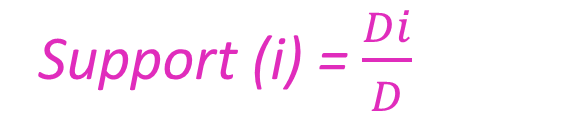 Support (i) = Di/D